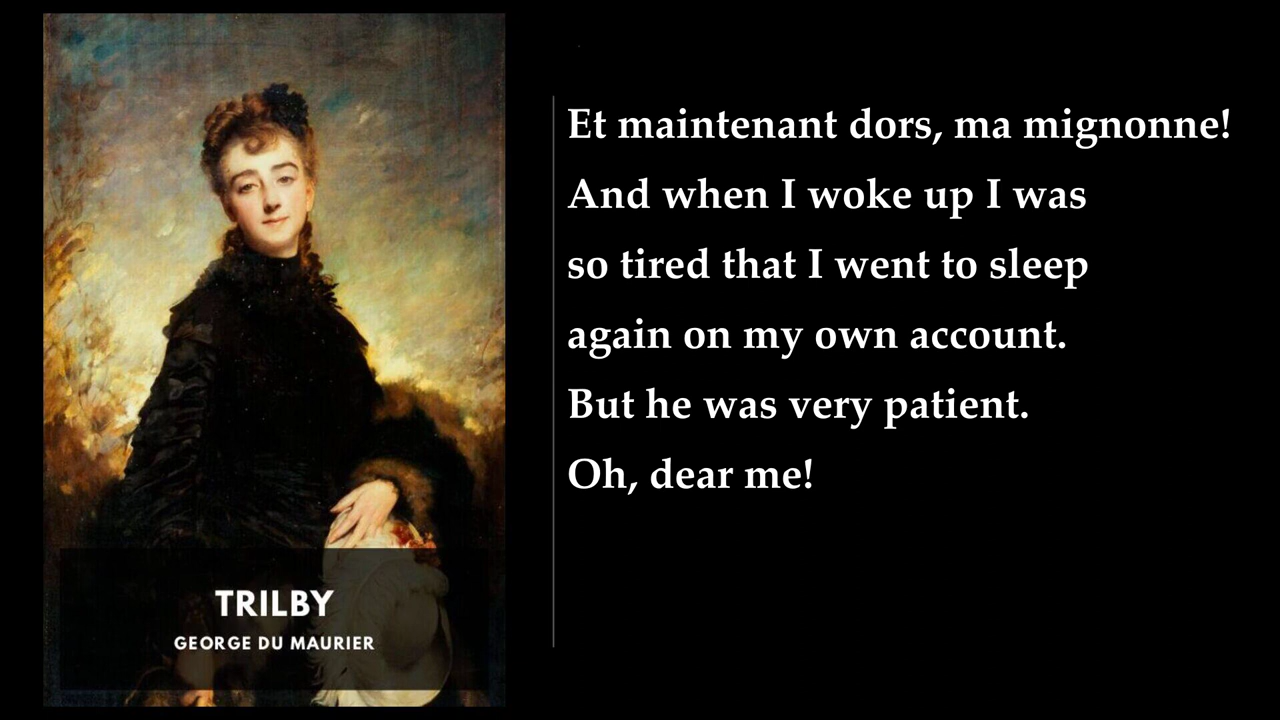 TRILBY
GEORGE DU MAURIER
Et maintenant dors, ma mignonne!
And when I woke up I was
so tired that I went to sleep
again on my own account.
But he was very patient.
Oh, dear me!